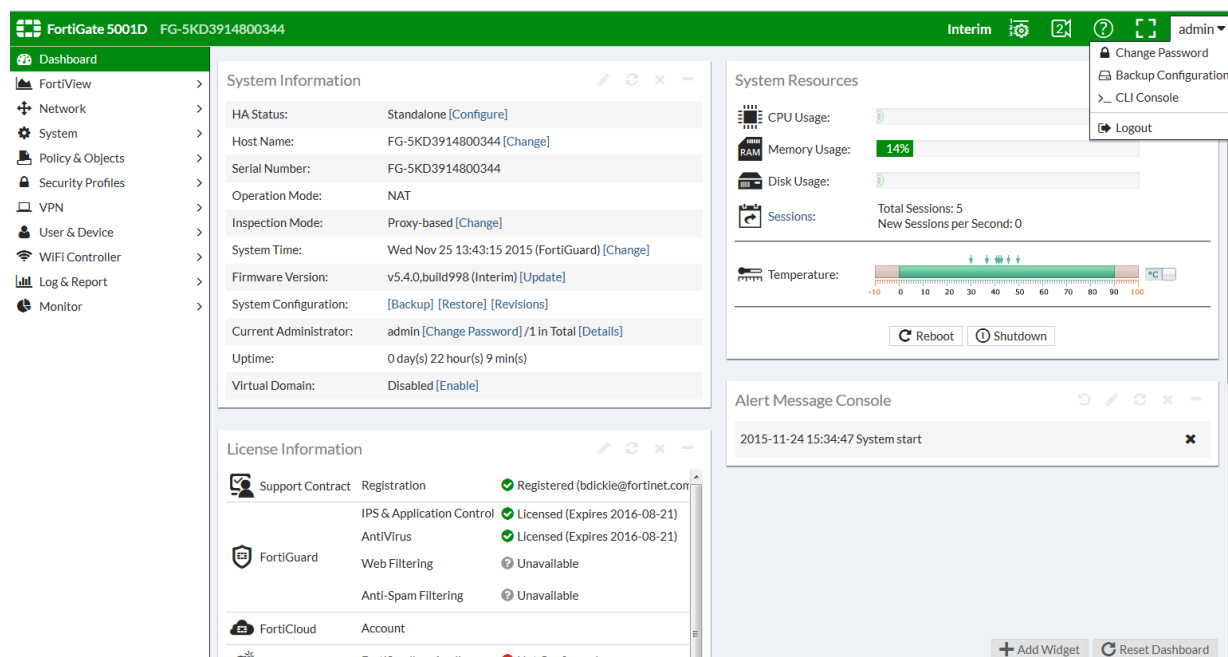 FortiGate 5001D FG-5KD3914800344
Interim 2 admin
Change Password
Backup Configuration
CLI Console
Logout
Dashboard
FortiView
Network
System
Policy & Objects
Security Profiles
VPN
User & Device
WiFi Controller
Log & Report
Monitor
System Information
HA Status: Standalone [Configure]
Host Name: FG-5KD3914800344 [Change]
Serial Number: FG-5KD3914800344
Operation Mode: NAT
Inspection Mode: Proxy-based [Change]
System Time: Wed Nov 25 13:43:15 2015 (FortiGuard) [Change]
Firmware Version: v5.4.0,build998 (Interim) [Update]
System Configuration: [Backup] [Restore] [Revisions]
Current Administrator: admin [Change Password] /1 in Total [Details]
Uptime: 0 day(s) 22 hour(s) 9 min(s)
Virtual Domain: Disabled [Enable]
License Information
Support Contract Registration Registered (bdickie@fortinet.com
IPS & Application Control Licensed (Expires 2016-08-21)
AntiVirus Licensed (Expires 2016-08-21)
FortiGuard Web Filtering Unavailable
Anti-Spam Filtering Unavailable
FortiCloud Account
System Resources
CPU Usage: 0
RAM Memory Usage: 14%
Disk Usage: 0
Sessions: Total Sessions: 5
New Sessions per Second: 0
Temperature: °C
-10 0 10 20 30 40 50 60 70 80 90 100
Reboot Shutdown
Alert Message Console
2015-11-24 15:34:47 System start
Add Widget Reset Dashboard